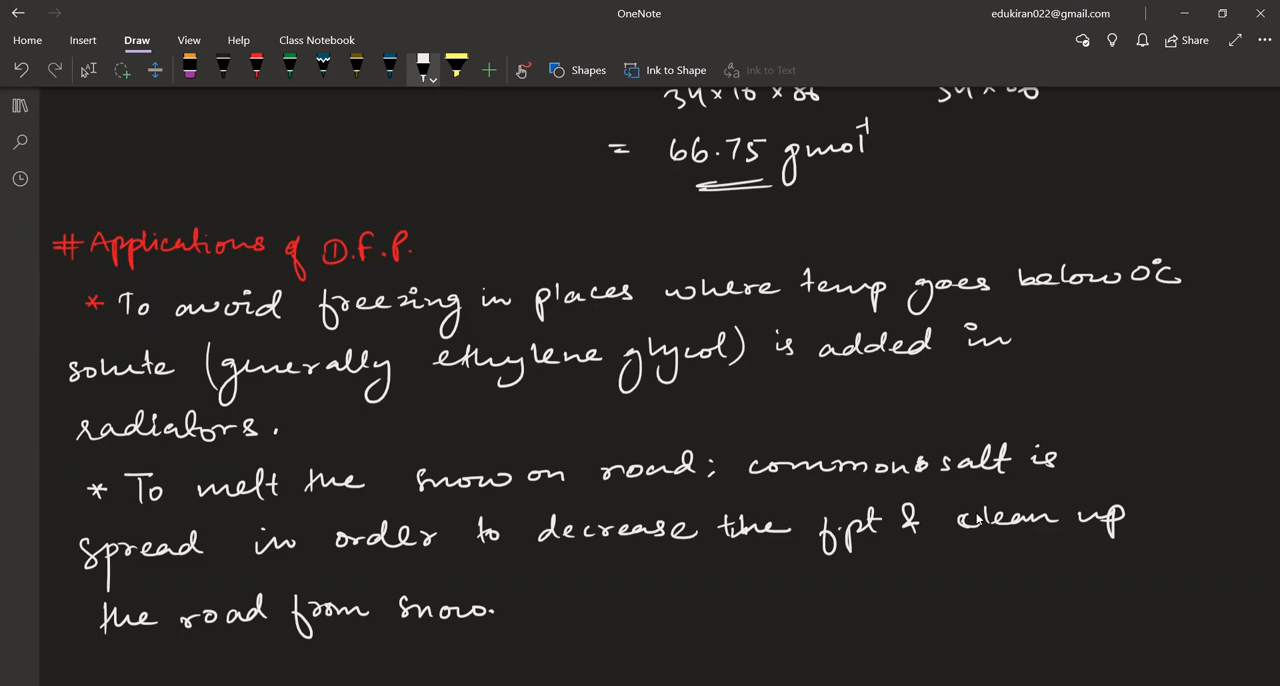 OneNote
edukiran022@gmail.com
Home Insert Draw View Help Class Notebook
Share
Shapes Ink to Shape Ink to Text
= 66.75 gmol⁻¹
# Applications of D.F.P.
* To avoid freezing in places where temp goes below 0°C
solute (generally ethylene glycol) is added in
radiators.
* To melt the snow on road; common salt is
spread in order to decrease the f.pt & clean up
the road from snow.